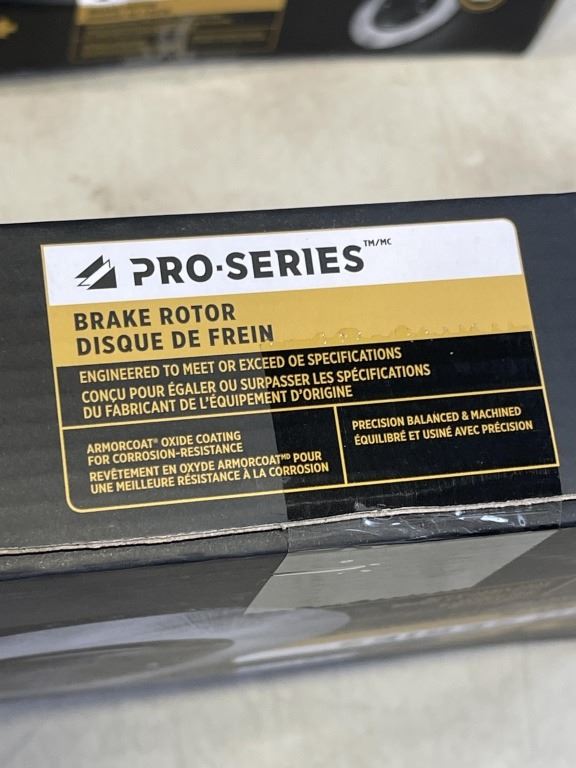 PRO·SERIES TM/MC
BRAKE ROTOR
DISQUE DE FREIN
ENGINEERED TO MEET OR EXCEED OE SPECIFICATIONS
CONÇU POUR ÉGALER OU SURPASSER LES SPÉCIFICATIONS
DU FABRICANT DE L'ÉQUIPEMENT D'ORIGINE
ARMORCOAT® OXIDE COATING
FOR CORROSION-RESISTANCE
REVÊTEMENT EN OXYDE ARMORCOATMD POUR
UNE MEILLEURE RÉSISTANCE À LA CORROSION
PRECISION BALANCED & MACHINED
ÉQUILIBRÉ ET USINÉ AVEC PRÉCISION